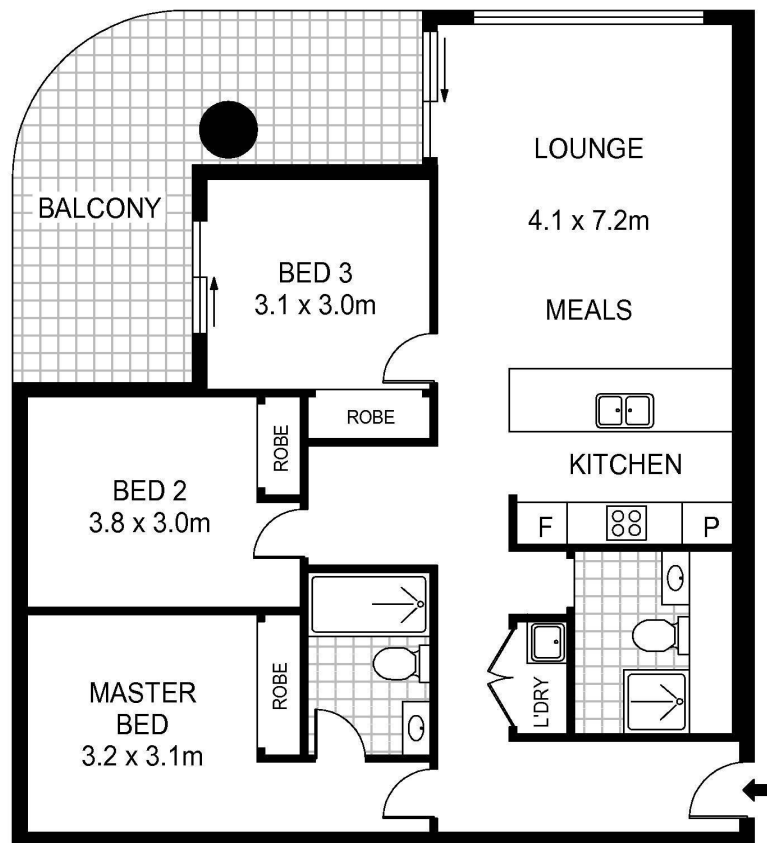 LOUNGE
4.1 x 7.2m
BALCONY
BED 3
3.1 x 3.0m
MEALS
ROBE
ROBE
KITCHEN
BED 2
3.8 x 3.0m
F
P
ROBE
L'DRY
MASTER
BED
3.2 x 3.1m